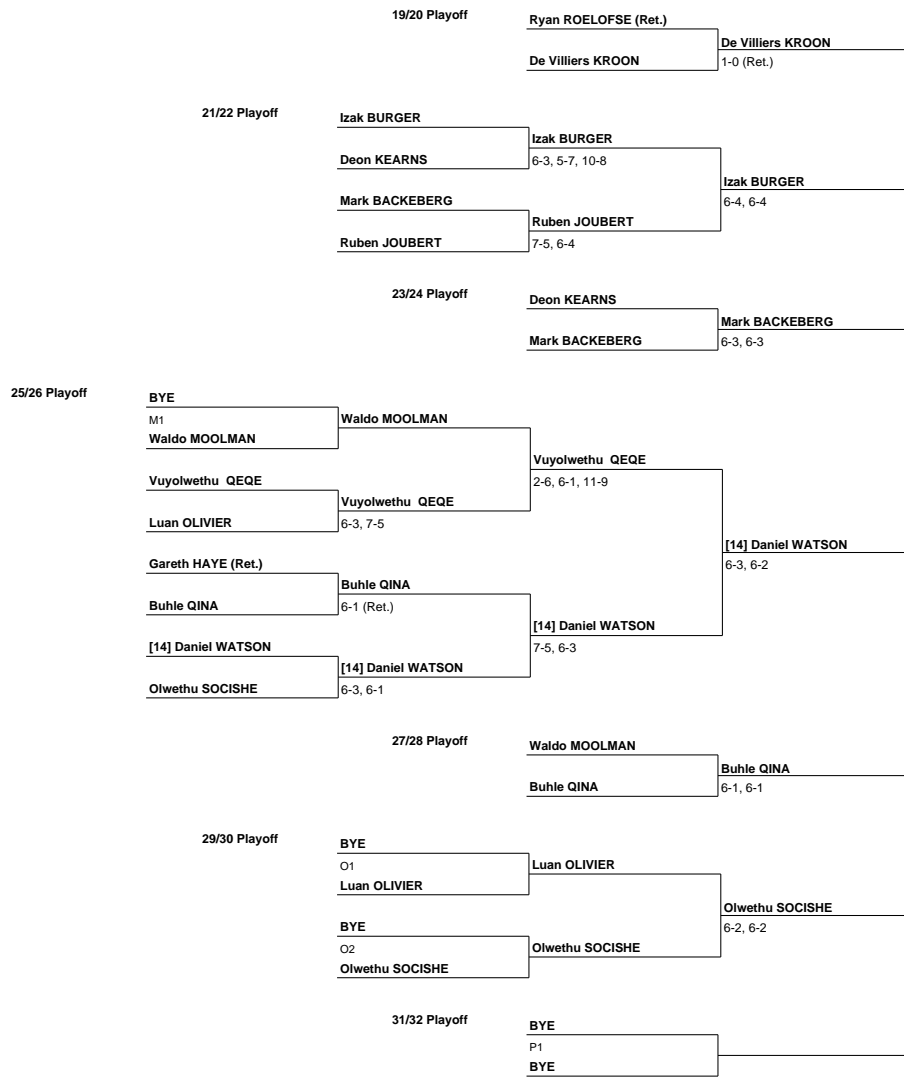 19/20 Playoff
Ryan ROELOFSE (Ret.)
De Villiers KROON
De Villiers KROON
1-0 (Ret.)
21/22 Playoff
Izak BURGER
Izak BURGER
Deon KEARNS
6-3, 5-7, 10-8
Izak BURGER
Mark BACKEBERG
6-4, 6-4
Ruben JOUBERT
Ruben JOUBERT
7-5, 6-4
23/24 Playoff
Deon KEARNS
Mark BACKEBERG
Mark BACKEBERG
6-3, 6-3
25/26 Playoff
BYE
M1
Waldo MOOLMAN
Waldo MOOLMAN
Vuyolwethu  QEQE
Vuyolwethu  QEQE
2-6, 6-1, 11-9
Vuyolwethu  QEQE
Luan OLIVIER
6-3, 7-5
[14] Daniel WATSON
Gareth HAYE (Ret.)
6-3, 6-2
Buhle QINA
Buhle QINA
6-1 (Ret.)
[14] Daniel WATSON
[14] Daniel WATSON
7-5, 6-3
[14] Daniel WATSON
Olwethu SOCISHE
6-3, 6-1
27/28 Playoff
Waldo MOOLMAN
Buhle QINA
Buhle QINA
6-1, 6-1
29/30 Playoff
BYE
O1
Luan OLIVIER
Luan OLIVIER
Olwethu SOCISHE
BYE
6-2, 6-2
O2
Olwethu SOCISHE
Olwethu SOCISHE
31/32 Playoff
BYE
P1
BYE